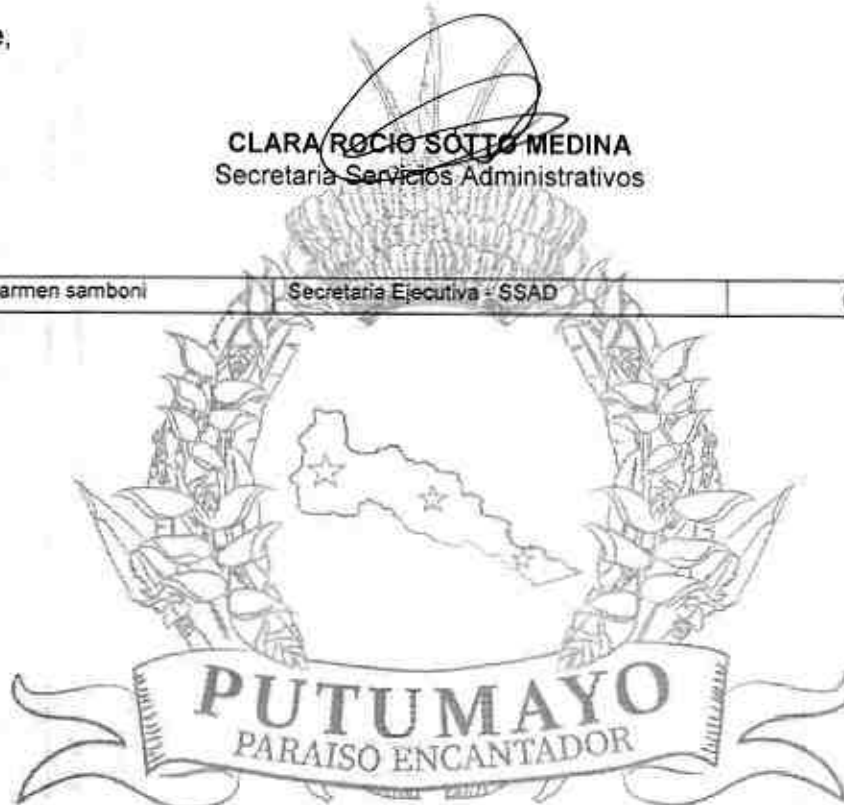 e,
CLARA ROCIO SOTTO MEDINA
Secretaria Servicios Administrativos
armen samboni Secretaria Ejecutiva - SSAD
PUTUMAYO
PARAISO ENCANTADOR